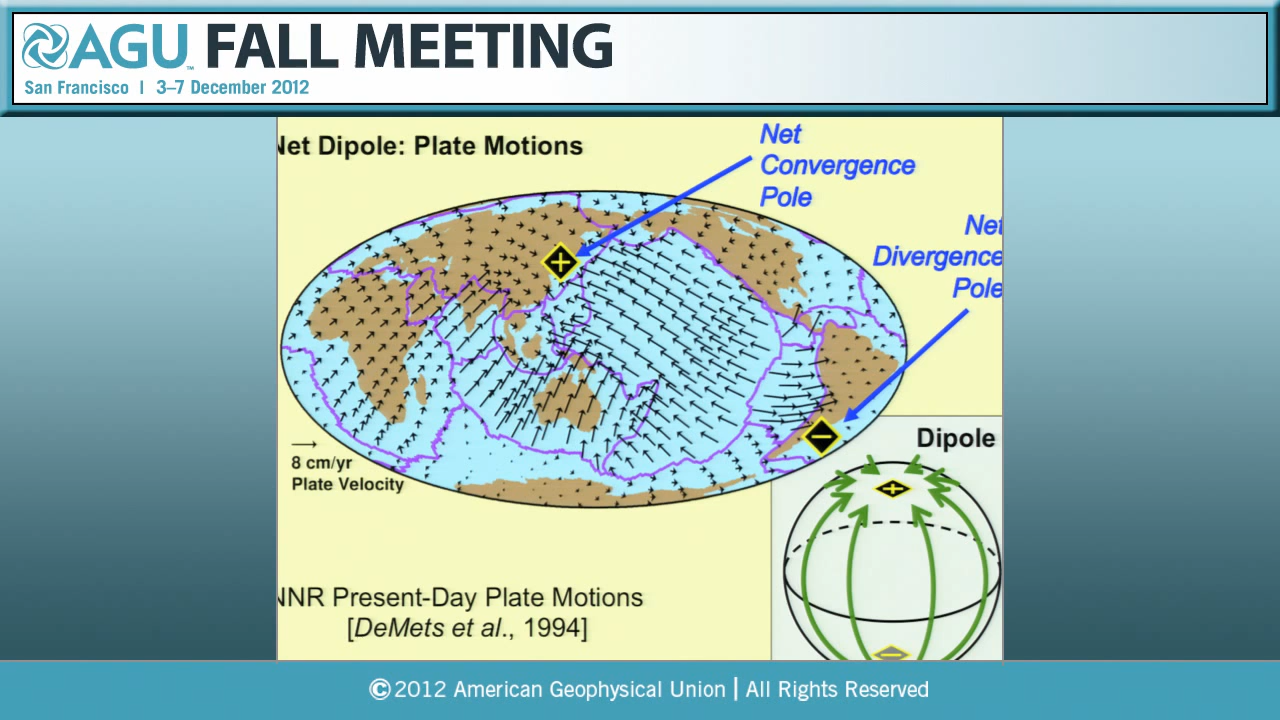 AGU™ FALL MEETING
San Francisco | 3–7 December 2012
Net Dipole: Plate Motions
Net
Convergence
Pole
Net
Divergence
Pole
+
−
8 cm/yr
Plate Velocity
Dipole
+
−
NNR Present-Day Plate Motions
[DeMets et al., 1994]
©2012 American Geophysical Union | All Rights Reserved